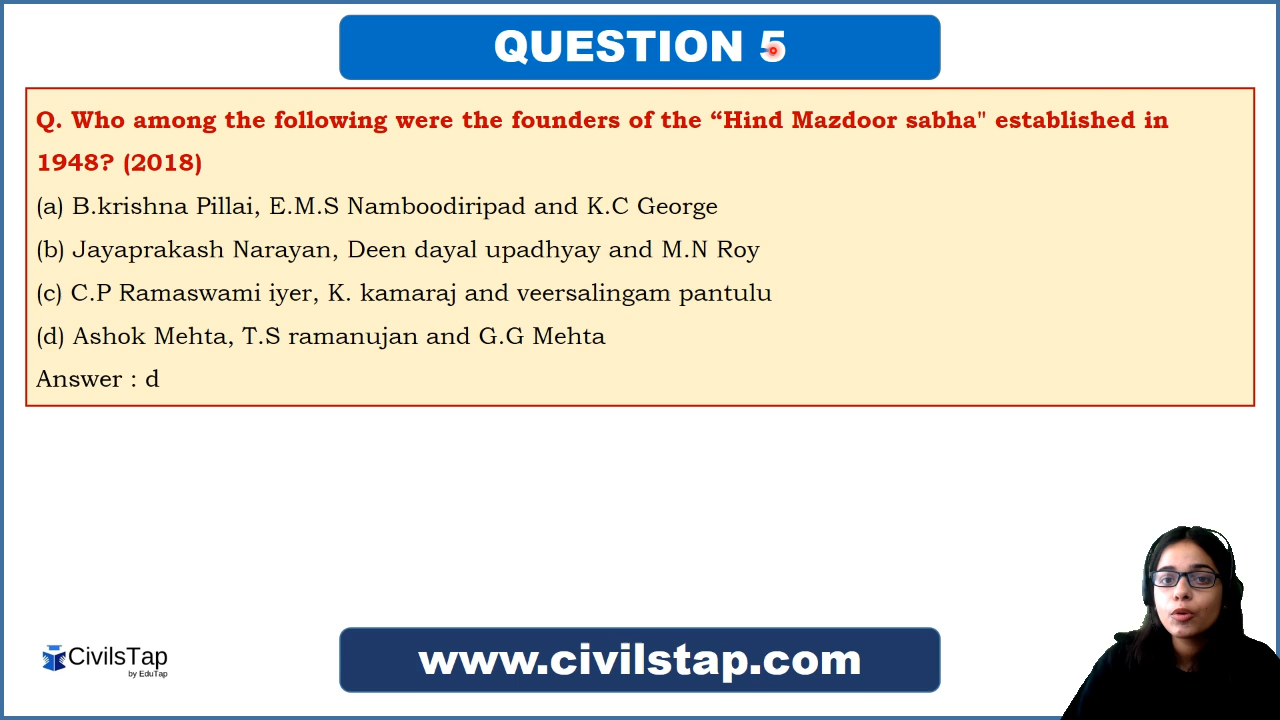 QUESTION 5
Q. Who among the following were the founders of the “Hind Mazdoor sabha" established in
1948? (2018)
(a) B.krishna Pillai, E.M.S Namboodiripad and K.C George
(b) Jayaprakash Narayan, Deen dayal upadhyay and M.N Roy
(c) C.P Ramaswami iyer, K. kamaraj and veersalingam pantulu
(d) Ashok Mehta, T.S ramanujan and G.G Mehta
Answer : d
CivilsTap
by EduTap
www.civilstap.com